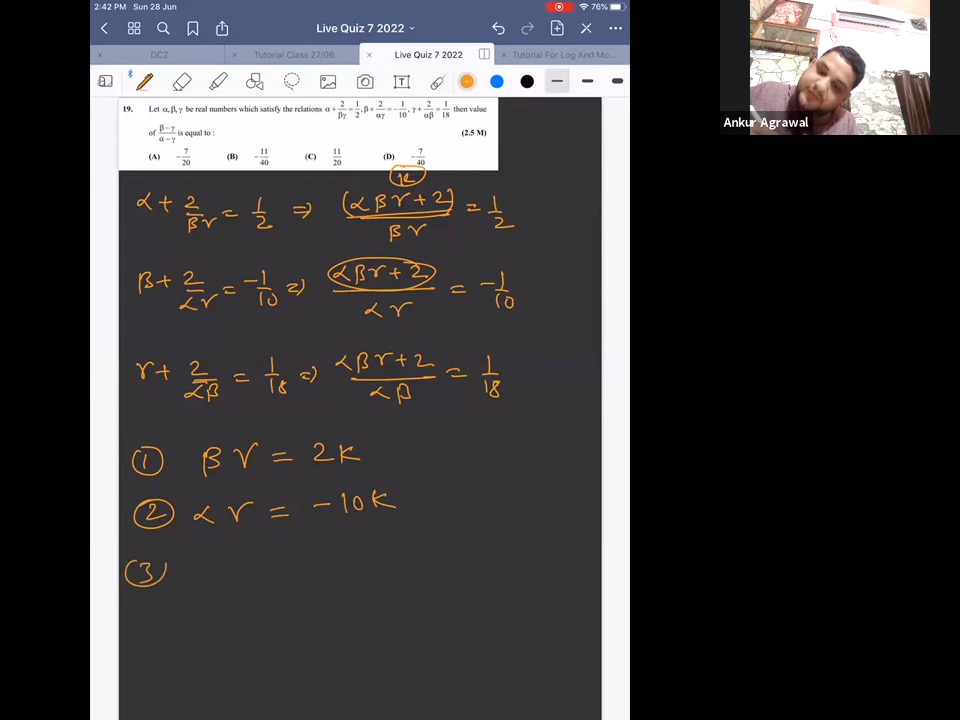 2:42 PM Sun 28 Jun
76%
Live Quiz 7 2022
DC2
Tutorial Class 27/06
Live Quiz 7 2022
Tutorial For Log And Mo...
19. Let α, β, γ be real numbers which satisfy the relations α + 2/βγ = 1/2, β + 2/αγ = -1/10, γ + 2/αβ = 1/18 then value
of (β − γ)/(α − γ) is equal to : (2.5 M)
(A) -7/20 (B) -11/40 (C) 11/20 (D) -7/40
k
α + 2/βγ = 1/2 ⇒ (αβγ + 2)/βγ = 1/2
β + 2/αγ = -1/10 ⇒ αβγ + 2/αγ = -1/10
γ + 2/αβ = 1/18 ⇒ αβγ + 2/αβ = 1/18
① βγ = 2k
② αγ = -10k
③
Ankur Agrawal